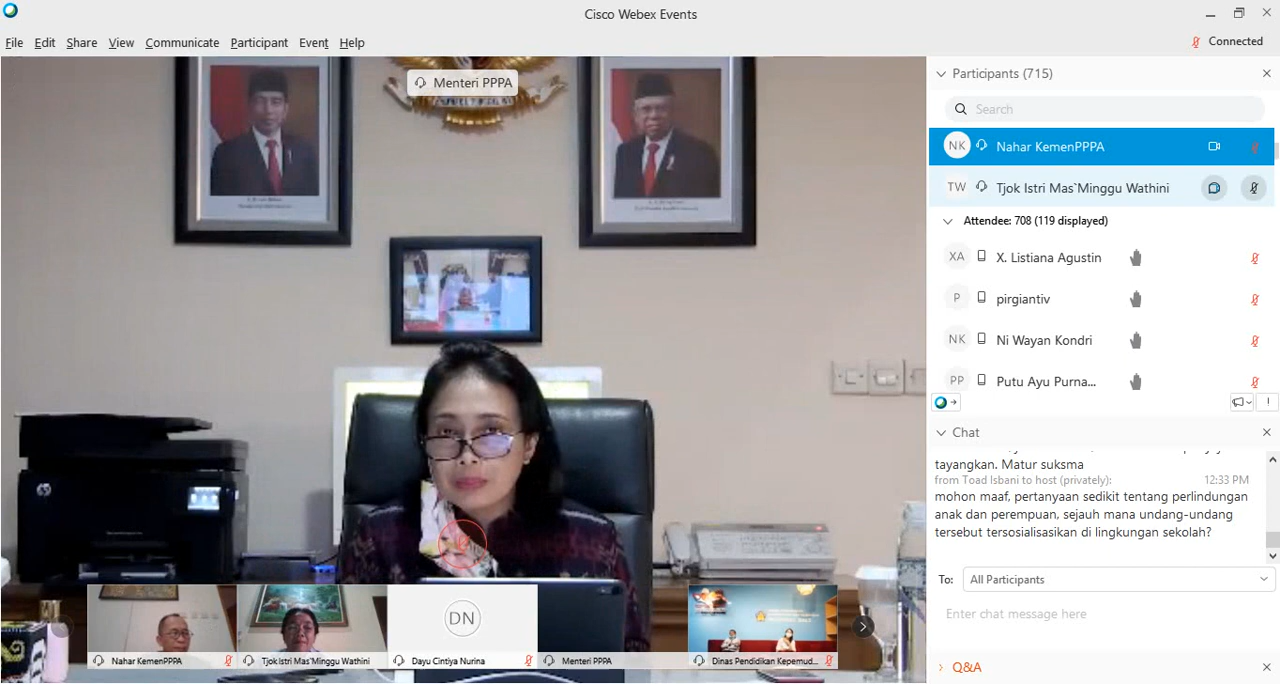 Cisco Webex Events
File Edit Share View Communicate Participant Event Help
Connected
Menteri PPPA
Participants (715)
Search
NK Nahar KemenPPPA
TW Tjok Istri Mas`Minggu Wathini
Attendee: 708 (119 displayed)
XA X. Listiana Agustin
P pirgiantiv
NK Ni Wayan Kondri
PP Putu Ayu Purna...
Chat
tayangkan. Matur suksma
from Toad Isbani to host (privately): 12:33 PM
mohon maaf, pertanyaan sedikit tentang perlindungan
anak dan perempuan, sejauh mana undang-undang
tersebut tersosialisasikan di lingkungan sekolah?
To: All Participants
Enter chat message here
Q&A
hp
DN
Nahar KemenPPPA
Tjok Istri Mas`Minggu Wathini
Dayu Cintiya Nurina
Menteri PPPA
Dinas Pendidikan Kepemud...